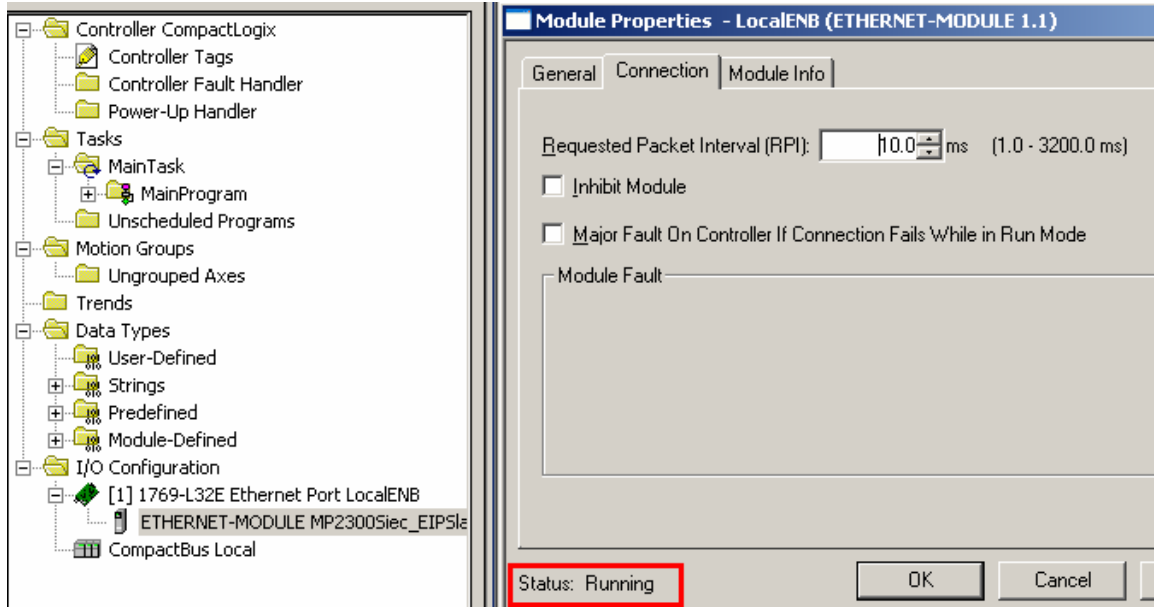 Controller CompactLogix
Controller Tags
Controller Fault Handler
Power-Up Handler
Tasks
MainTask
MainProgram
Unscheduled Programs
Motion Groups
Ungrouped Axes
Trends
Data Types
User-Defined
Strings
Predefined
Module-Defined
I/O Configuration
[1] 1769-L32E Ethernet Port LocalENB
ETHERNET-MODULE MP2300Siec_EIPSla
CompactBus Local
Module Properties - LocalENB (ETHERNET-MODULE 1.1)
General Connection Module Info
Requested Packet Interval (RPI): 10.0 ms (1.0 - 3200.0 ms)
Inhibit Module
Major Fault On Controller If Connection Fails While in Run Mode
Module Fault
Status: Running OK Cancel